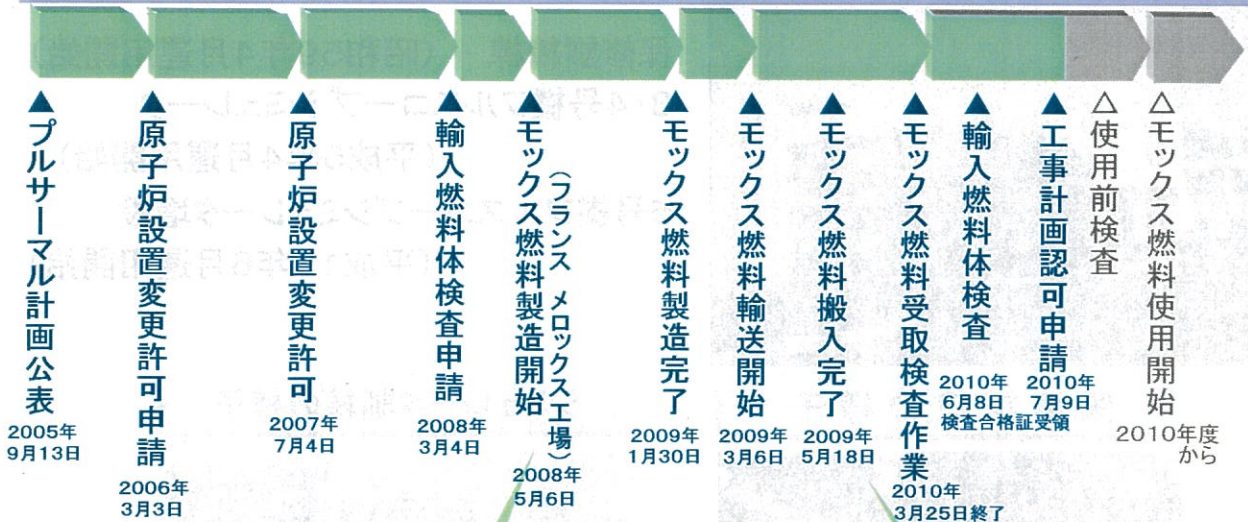 プルサーマル計画公表
2005年
9月13日
原子炉設置変更許可申請
2006年
3月3日
原子炉設置変更許可
2007年
7月4日
輸入燃料体検査申請
2008年
3月4日
モックス燃料製造開始
（フランス メロックス工場）
2008年
5月6日
モックス燃料製造完了
2009年
1月30日
モックス燃料輸送開始
2009年
3月6日
モックス燃料搬入完了
2009年
5月18日
モックス燃料受取検査作業
2010年
3月25日終了
輸入燃料体検査
2010年
6月8日
検査合格証受領
工事計画認可申請
2010年
7月9日
使用前検査
モックス燃料使用開始
2010年度
から